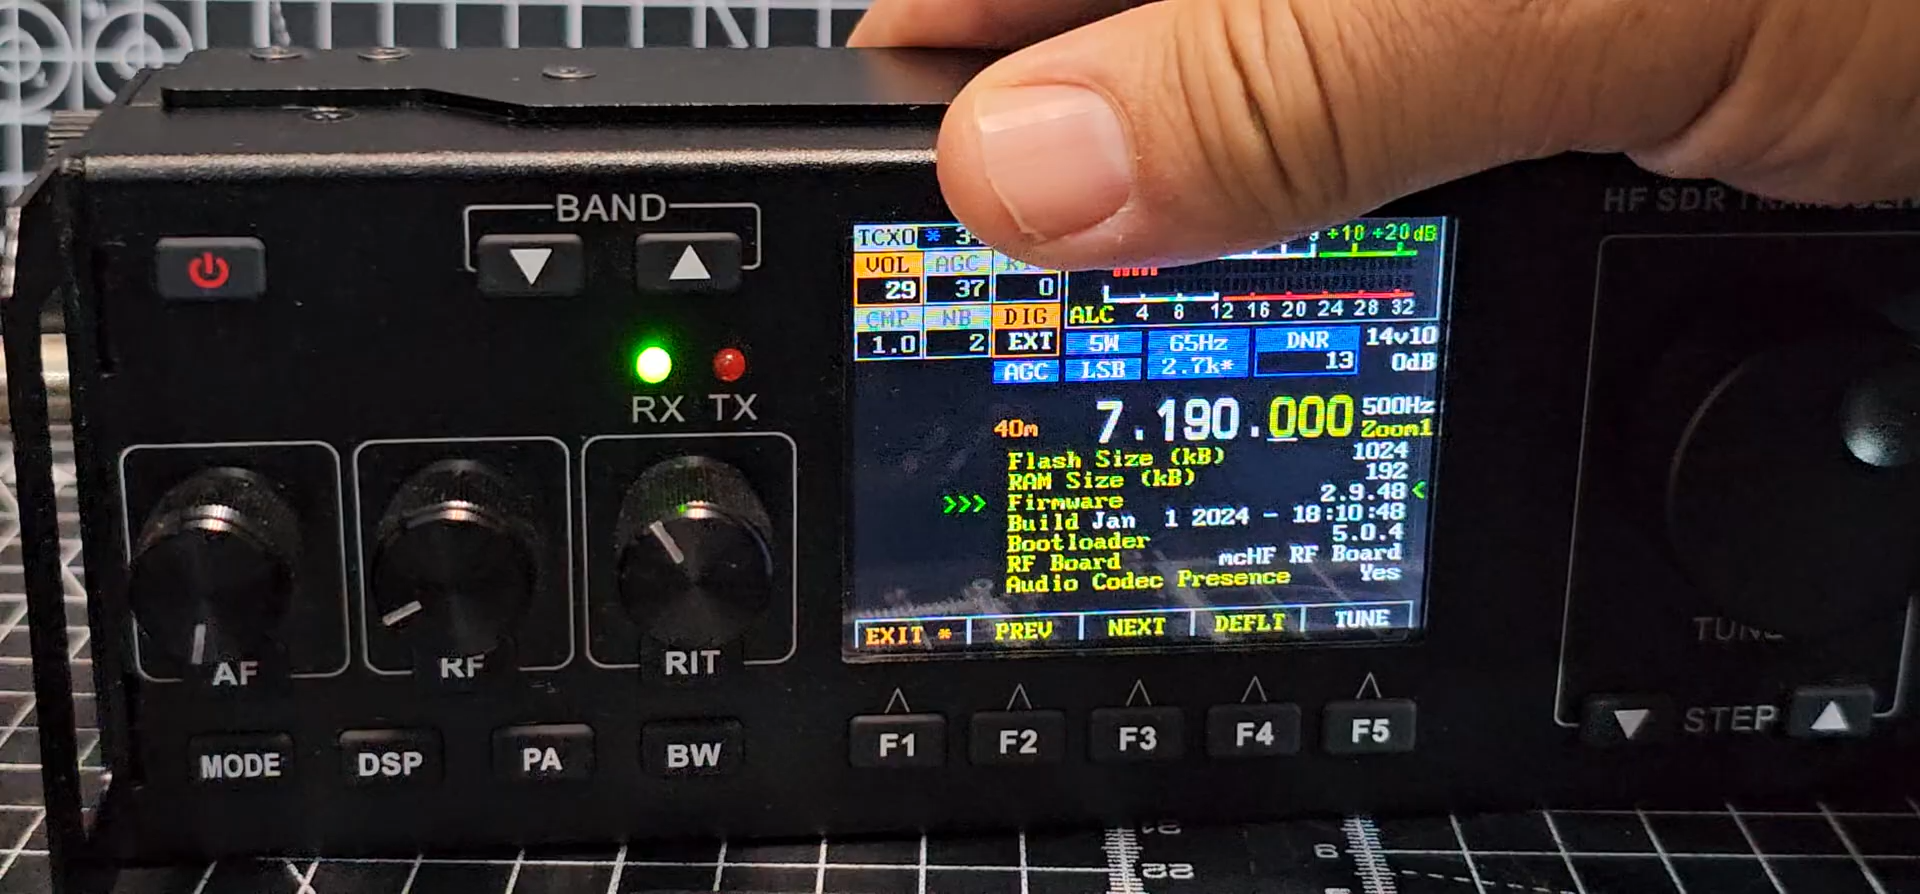 BAND
HF SDR
TCXO *
+10 +20dB
VOL AGC
29 37 0
ALC 4 8 12 16 20 24 28 32
CMP NB DIG
1.0 2 EXT
5W 65Hz DNR 14v10
AGC LSB 2.7k* 13 0dB
RX TX
40m 7.190.000 500Hz
Zoom1
Flash Size (kB) 1024
RAM Size (kB) 192
>>> Firmware 2.9.48 <
Build Jan 1 2024 - 18:10:48
Bootloader 5.0.4
RF Board mcHF RF Board
Audio Codec Presence Yes
EXIT * PREV NEXT DEFLT TUNE
TUNE
AF RF RIT
STEP
MODE DSP PA BW F1 F2 F3 F4 F5